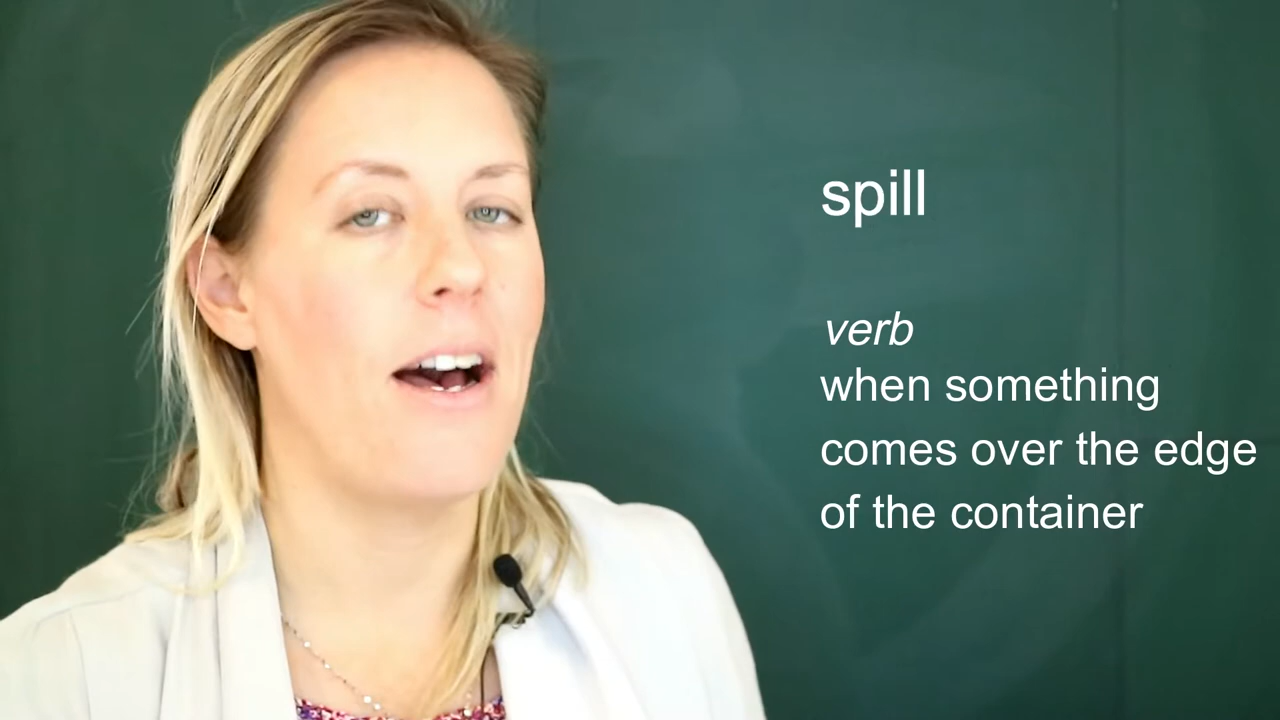 spill
verb
when something
comes over the edge
of the container